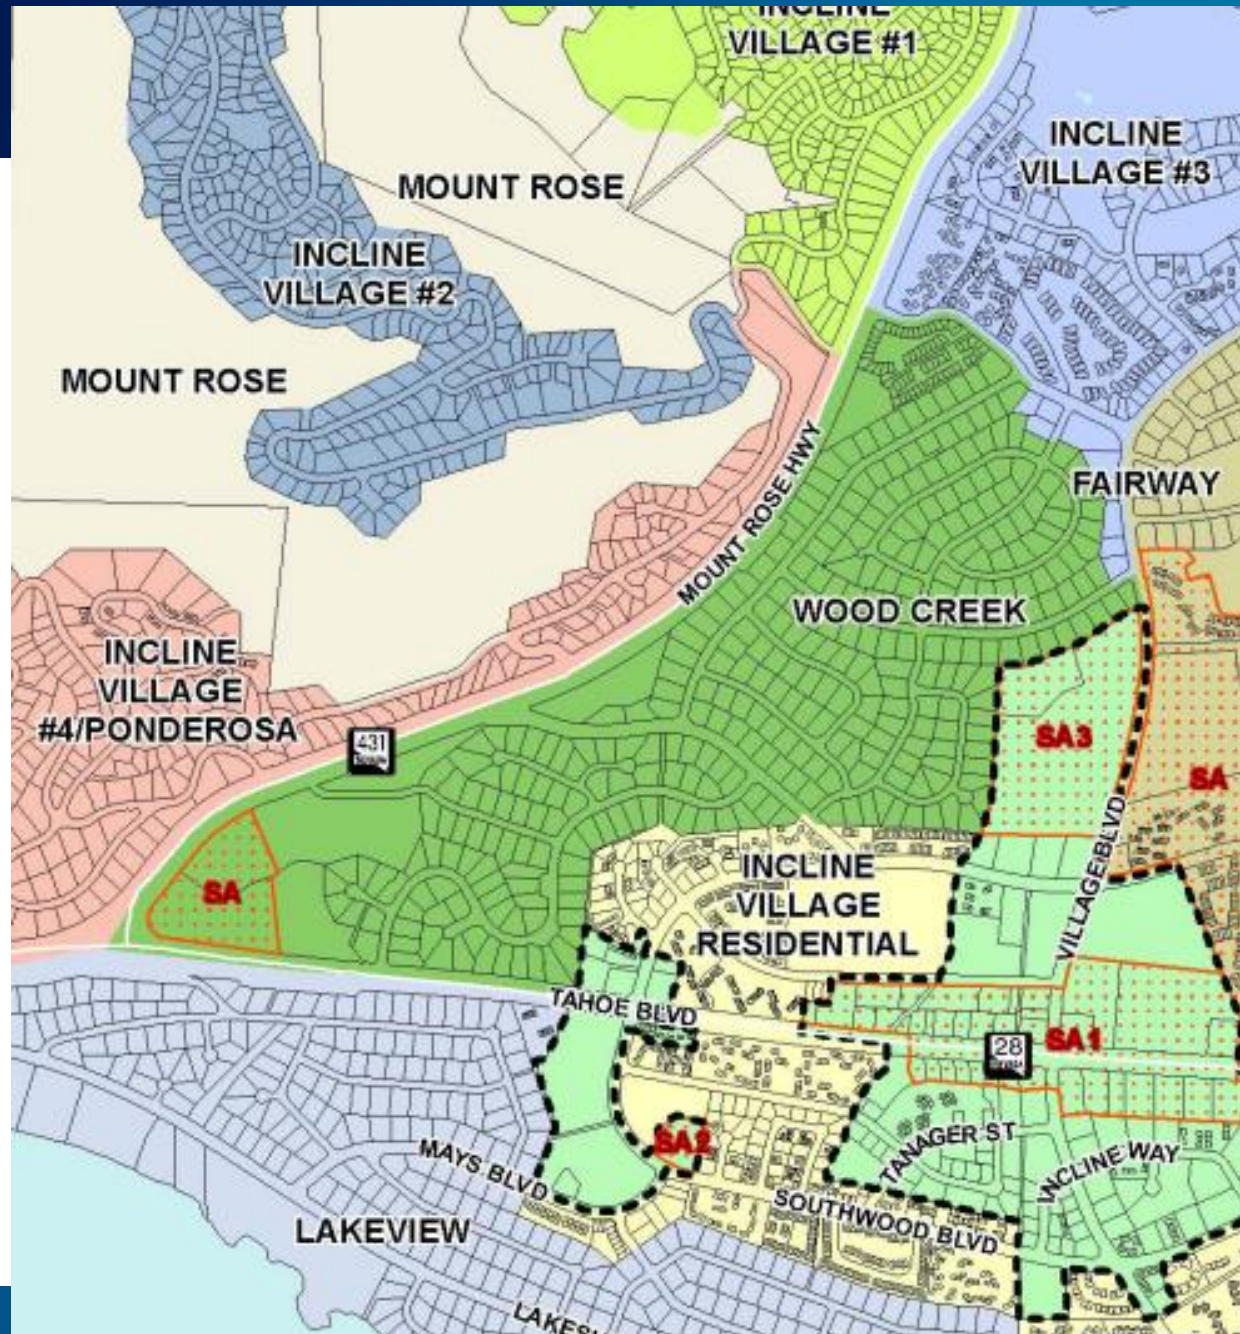 INCLINE
VILLAGE #1
INCLINE
VILLAGE #3
MOUNT ROSE
INCLINE
VILLAGE #2
MOUNT ROSE
MOUNT ROSE HWY
FAIRWAY
WOOD CREEK
INCLINE
VILLAGE
#4/PONDEROSA
431
SA3
SA
VILLAGE BLVD
SA
INCLINE
VILLAGE
RESIDENTIAL
TAHOE BLVD
28
SA1
SA2
TANAGER ST
INCLINE WAY
MAYS BLVD
SOUTHWOOD BLVD
LAKEVIEW